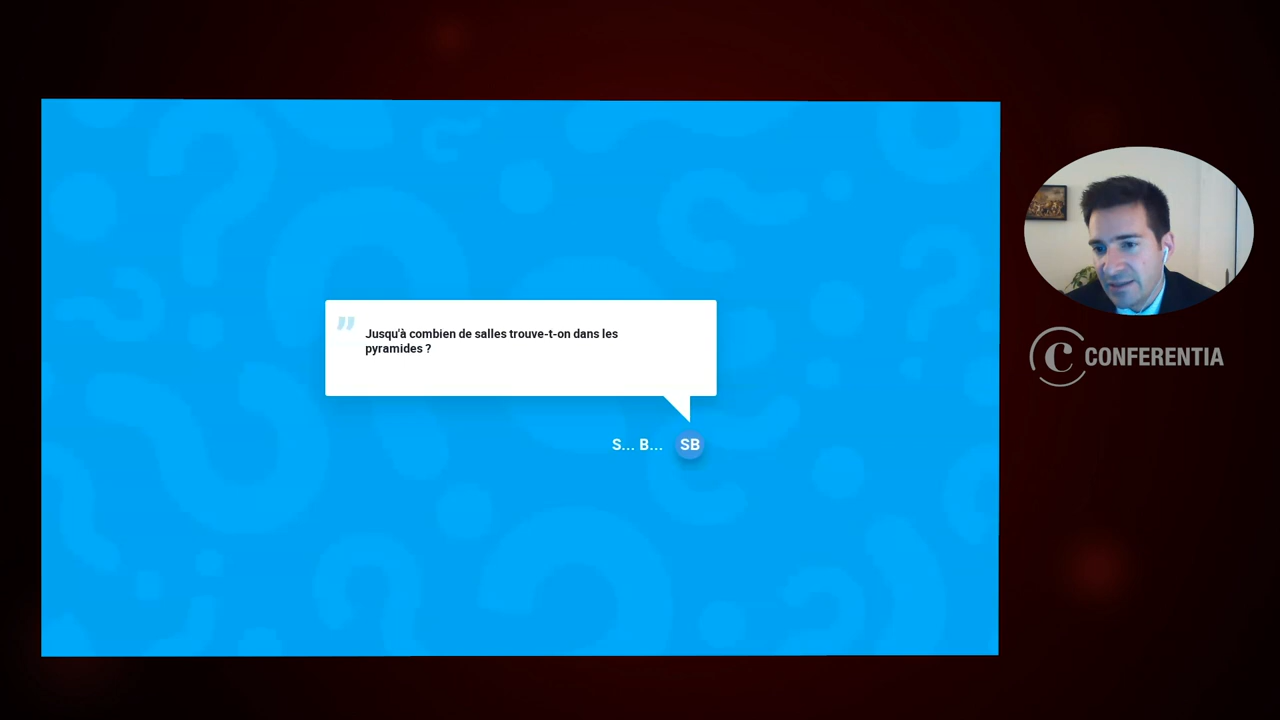 Jusqu'à combien de salles trouve-t-on dans les
pyramides ?
S... B... SB
C CONFERENTIA